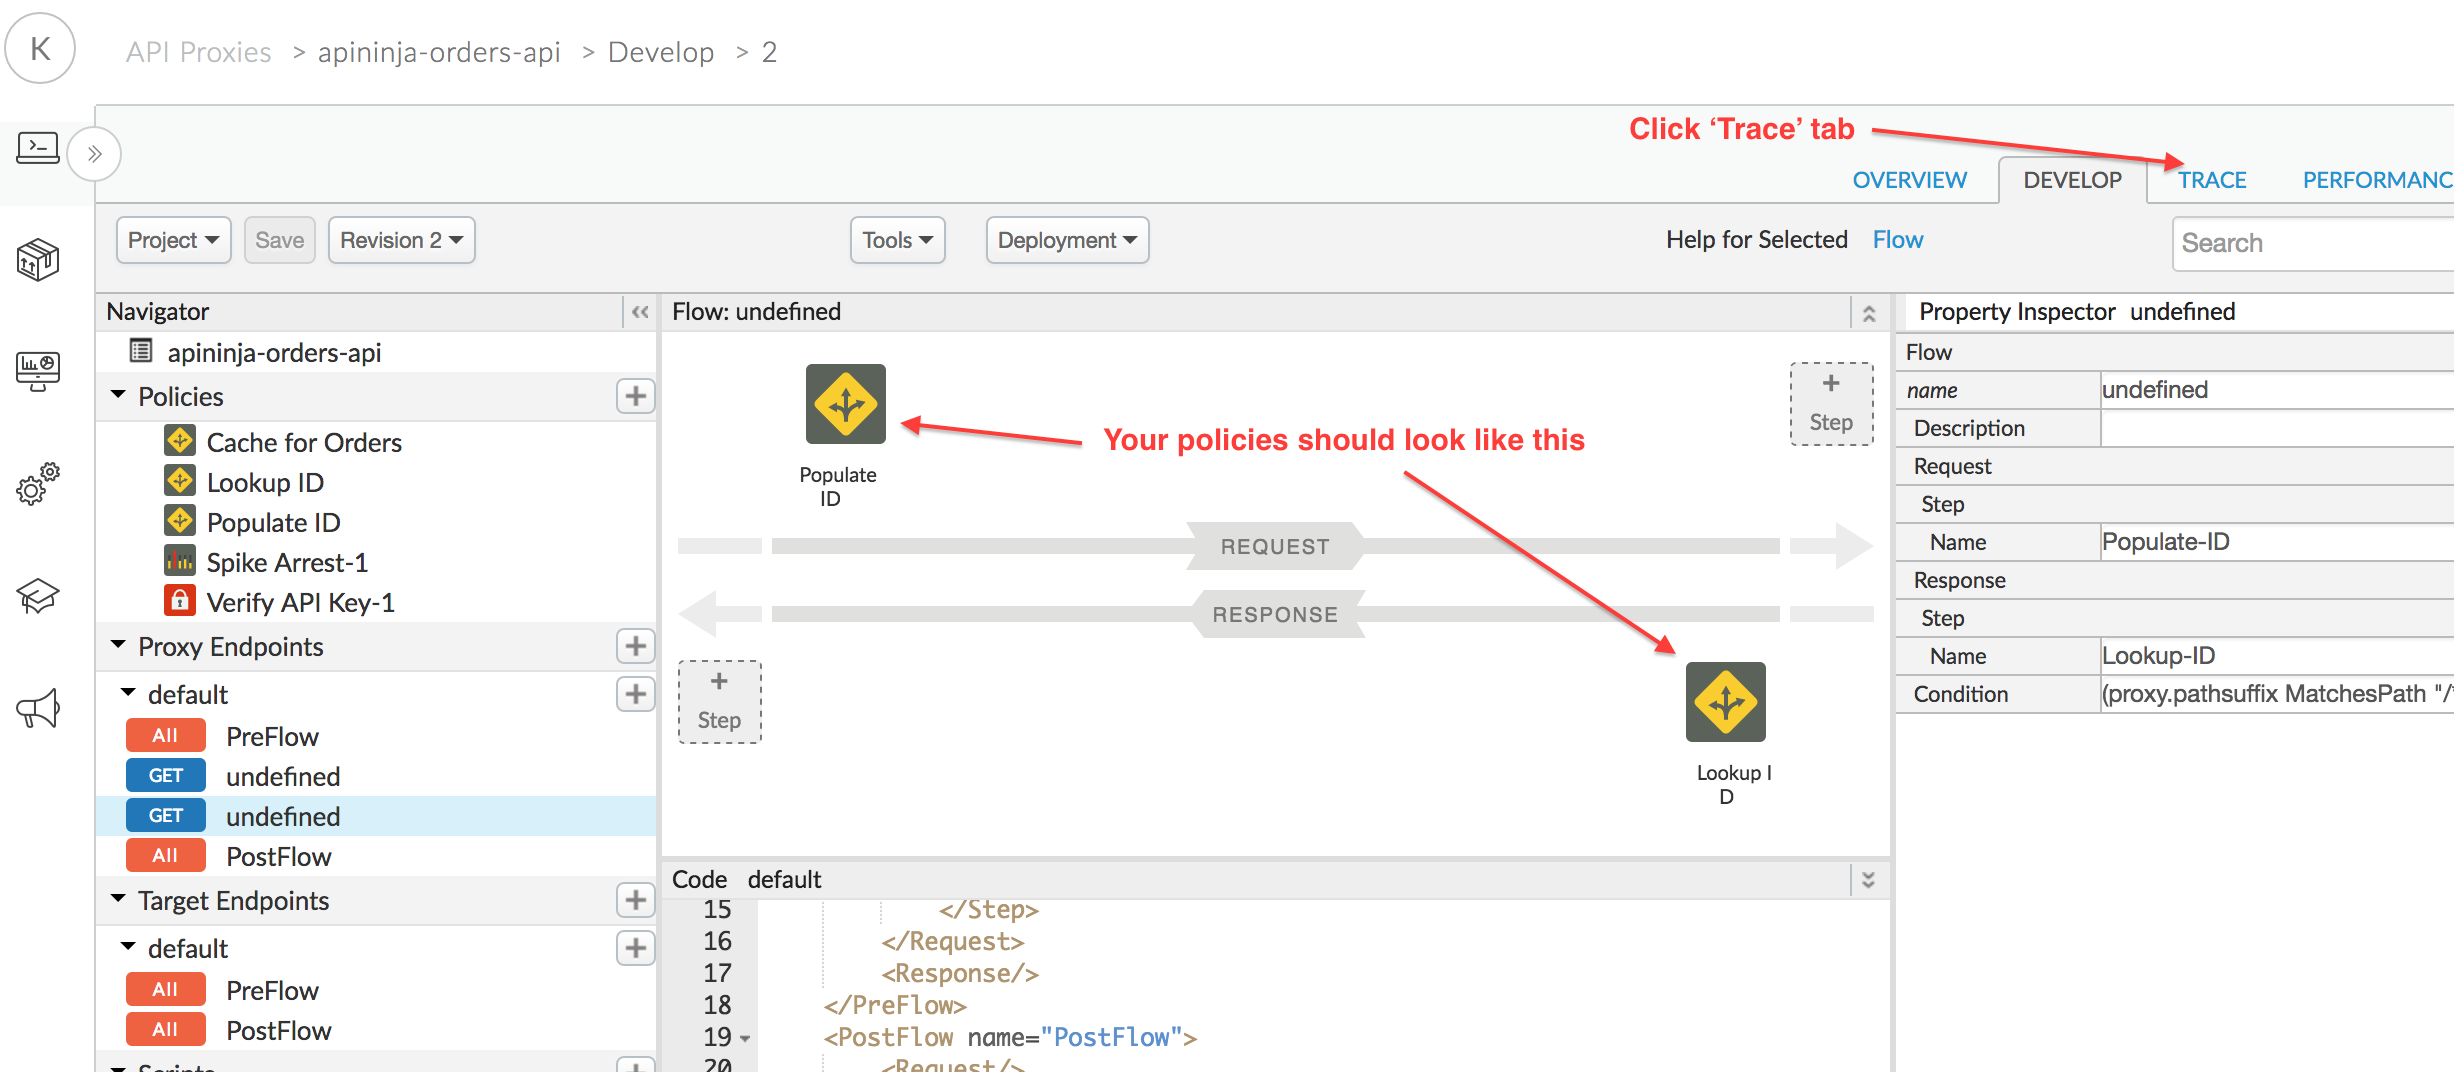 K
API Proxies > apininja-orders-api > Develop > 2
Click ‘Trace’ tab
OVERVIEW DEVELOP TRACE PERFORMANC
Project Save Revision 2 Tools Deployment Help for Selected Flow Search
Navigator
apininja-orders-api
Policies
Cache for Orders
Lookup ID
Populate ID
Spike Arrest-1
Verify API Key-1
Proxy Endpoints
default
All PreFlow
GET undefined
GET undefined
All PostFlow
Target Endpoints
default
All PreFlow
All PostFlow
Scripts
Flow: undefined
Populate
ID
Your policies should look like this
+
Step
REQUEST
RESPONSE
+
Step
Lookup I
D
Code default
15 </Step>
16 </Request>
17 <Response/>
18 </PreFlow>
19 <PostFlow name="PostFlow">
20 <Request/>
Property Inspector undefined
Flow
name undefined
Description
Request
Step
Name Populate-ID
Response
Step
Name Lookup-ID
Condition (proxy.pathsuffix MatchesPath "/